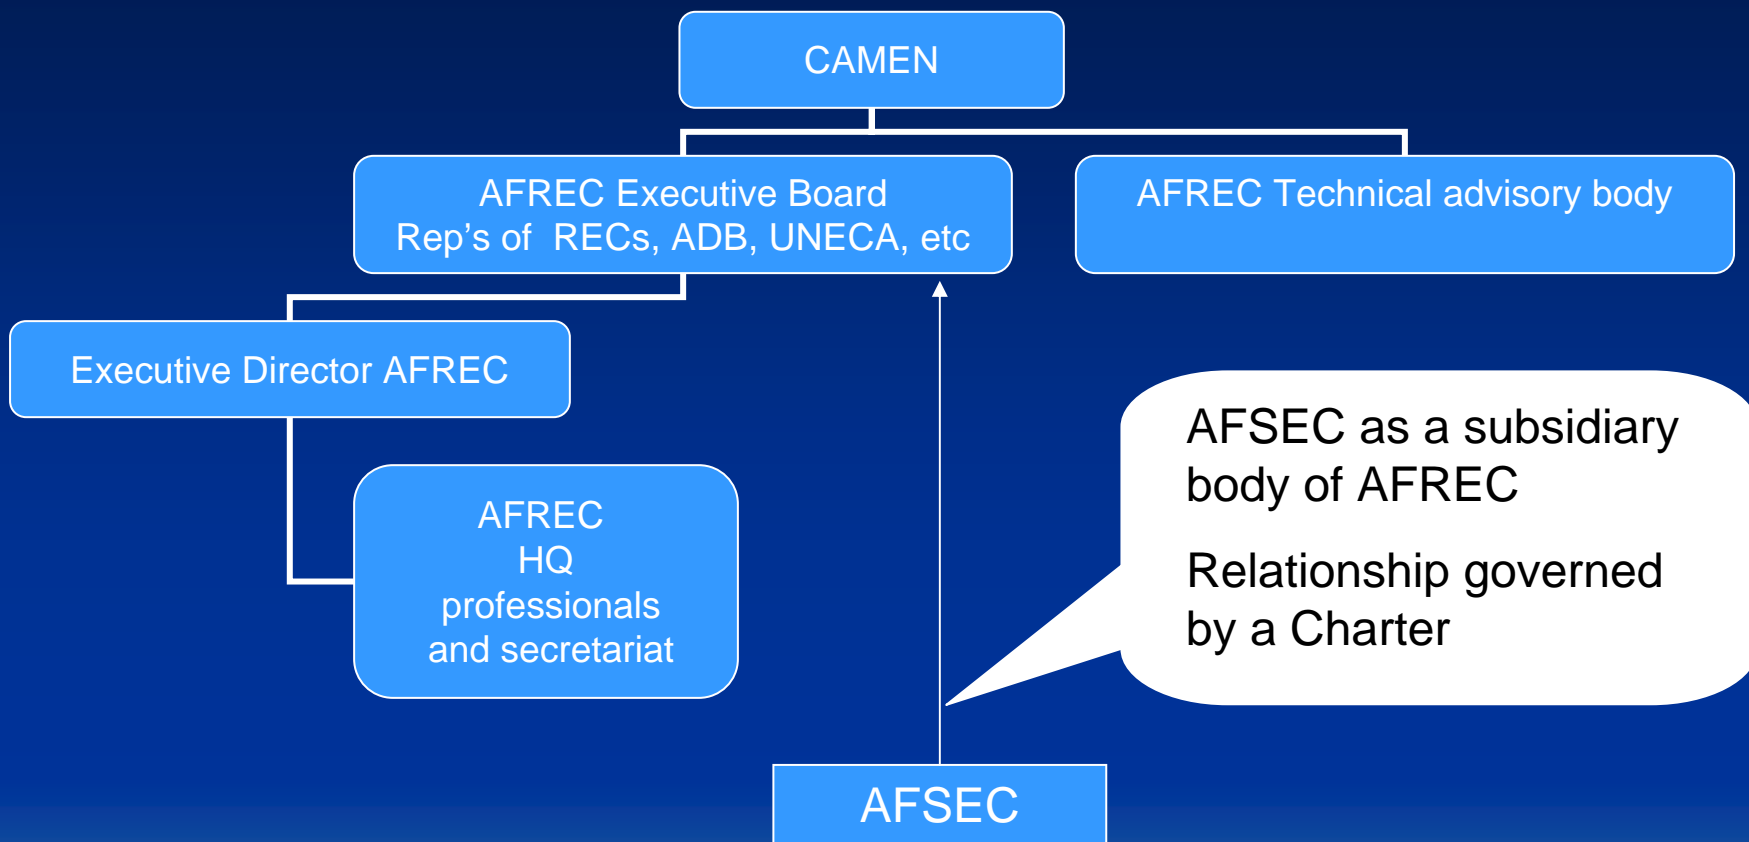 CAMEN
AFREC Executive Board
Rep's of RECs, ADB, UNECA, etc
AFREC Technical advisory body
Executive Director AFREC
AFREC
HQ
professionals
and secretariat
AFSEC as a subsidiary
body of AFREC
Relationship governed
by a Charter
AFSEC